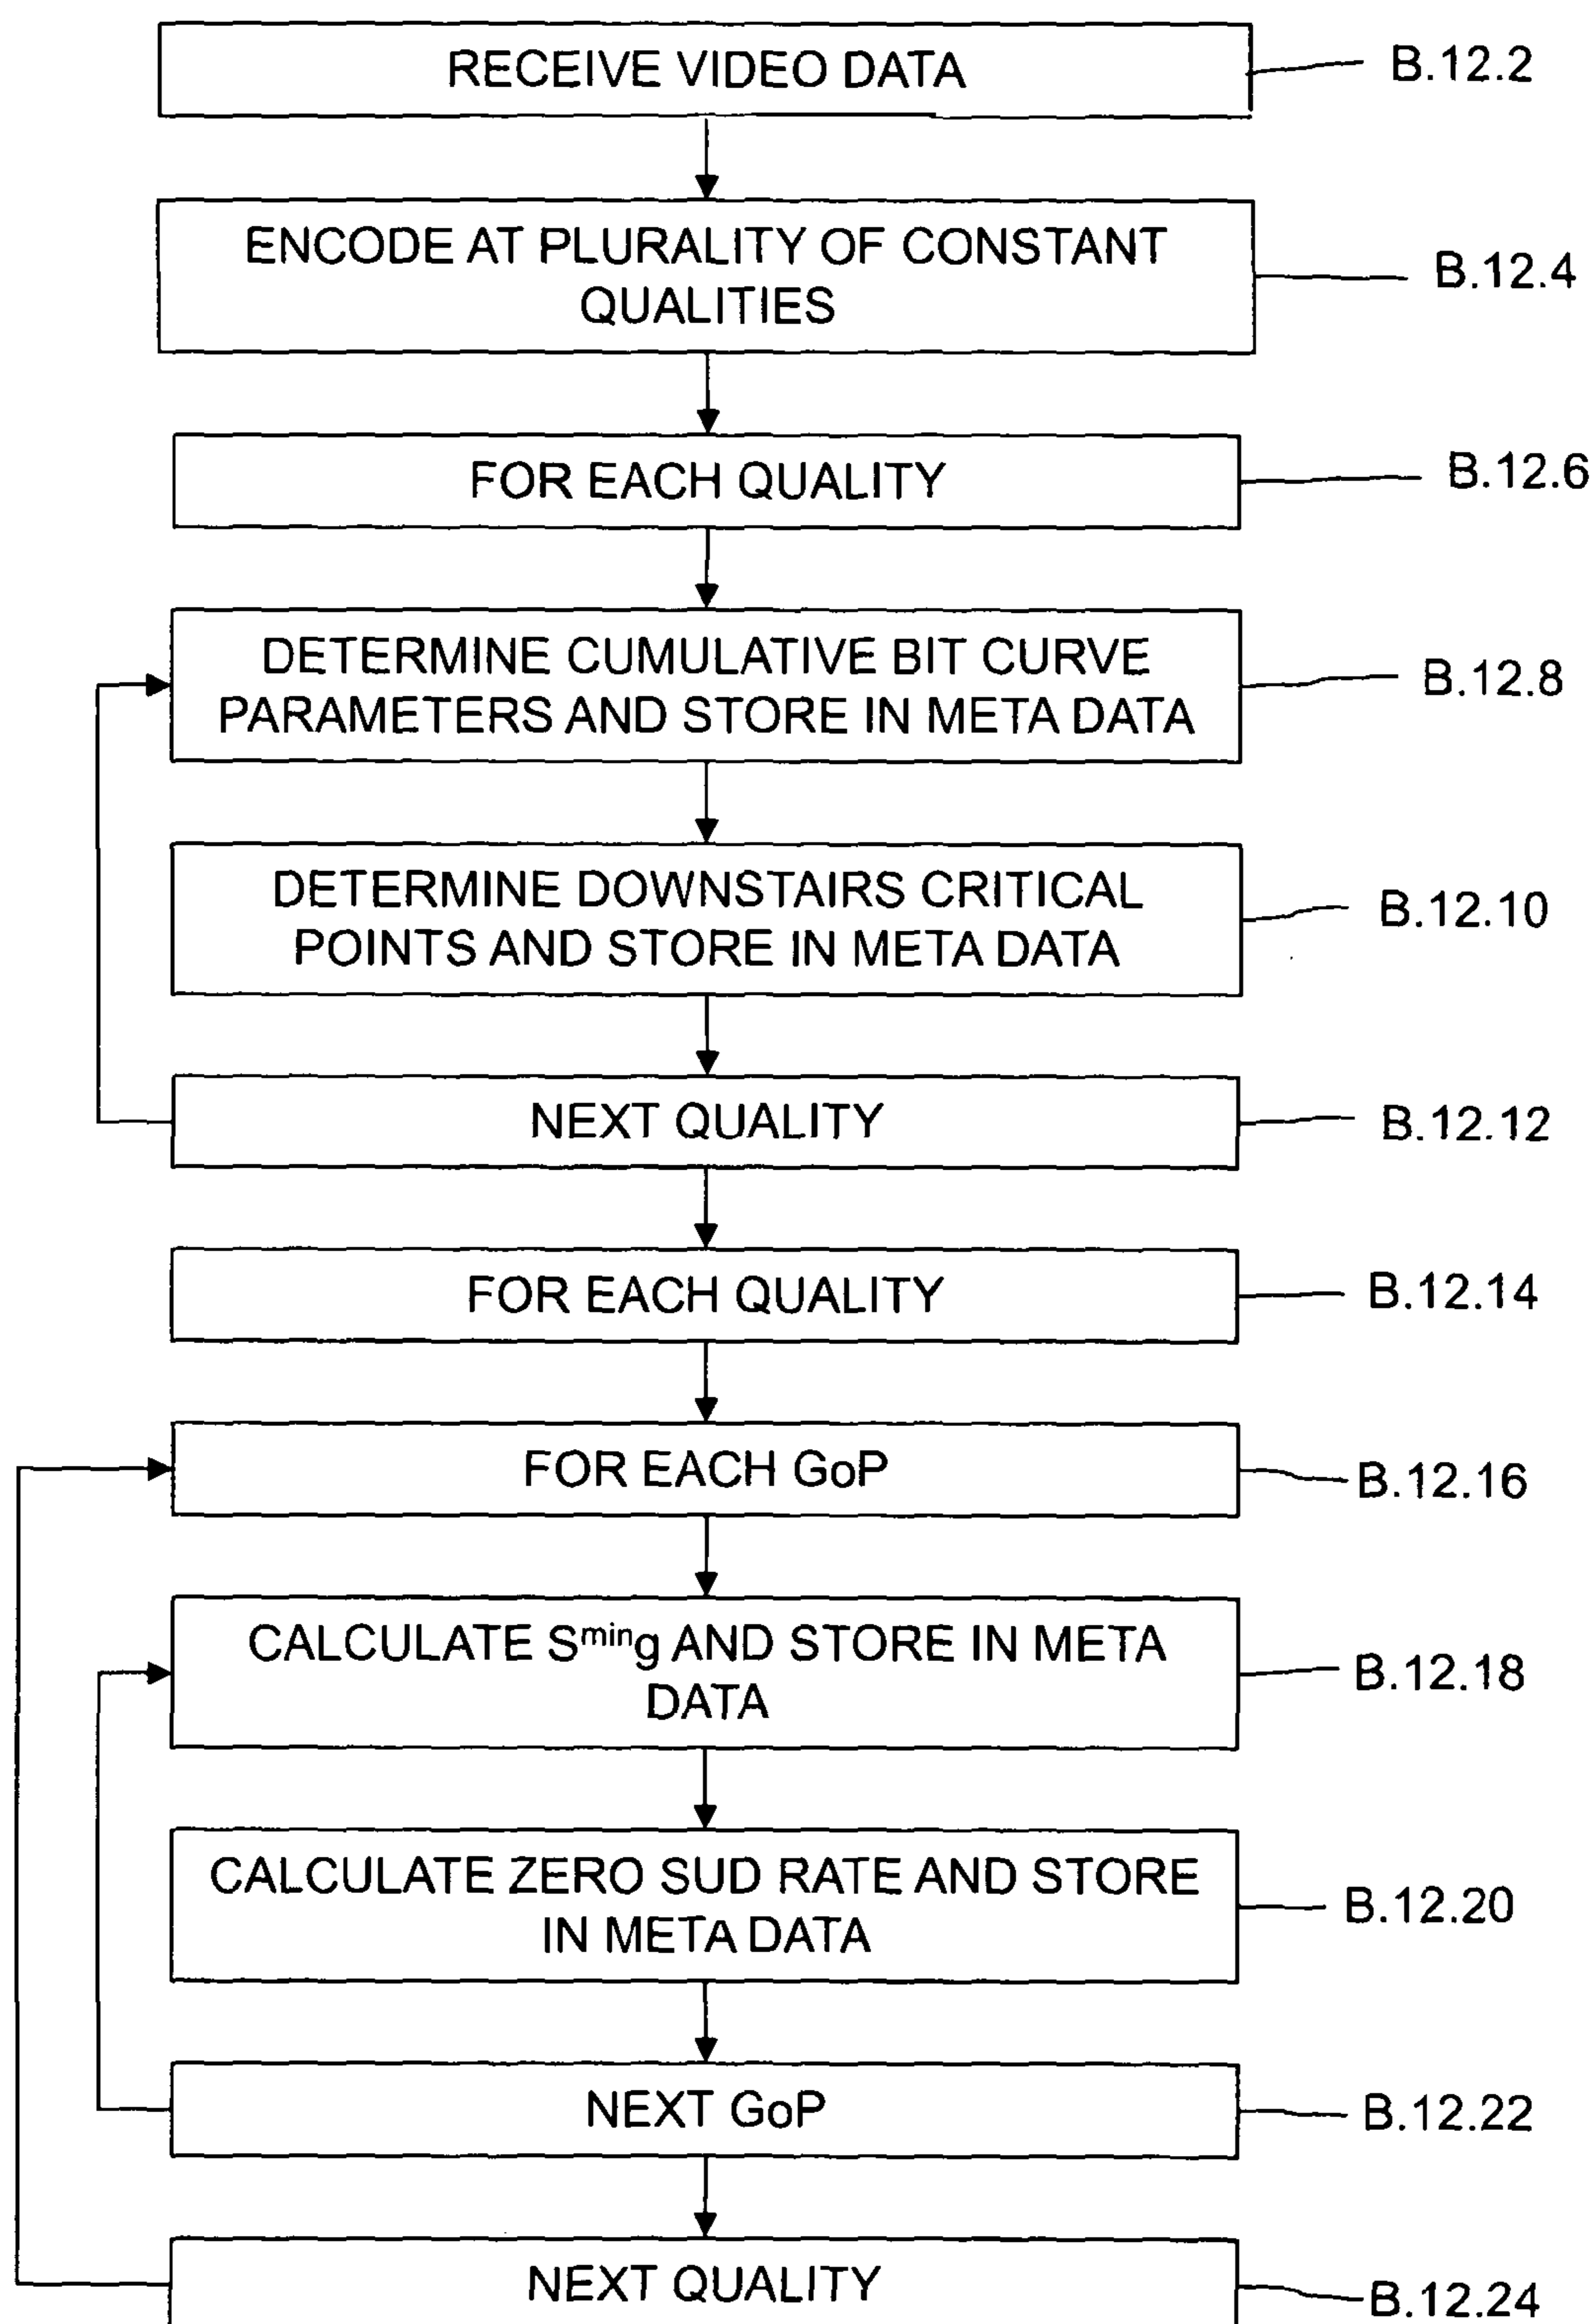 RECEIVE VIDEO DATA
B.12.2
ENCODE AT PLURALITY OF CONSTANT
QUALITIES
B.12.4
FOR EACH QUALITY
B.12.6
DETERMINE CUMULATIVE BIT CURVE
PARAMETERS AND STORE IN META DATA
B.12.8
DETERMINE DOWNSTAIRS CRITICAL
POINTS AND STORE IN META DATA
B.12.10
NEXT QUALITY
B.12.12
FOR EACH QUALITY
B.12.14
FOR EACH GoP
B.12.16
CALCULATE Sᵐⁱⁿg AND STORE IN META
DATA
B.12.18
CALCULATE ZERO SUD RATE AND STORE
IN META DATA
B.12.20
NEXT GoP
B.12.22
NEXT QUALITY
B.12.24